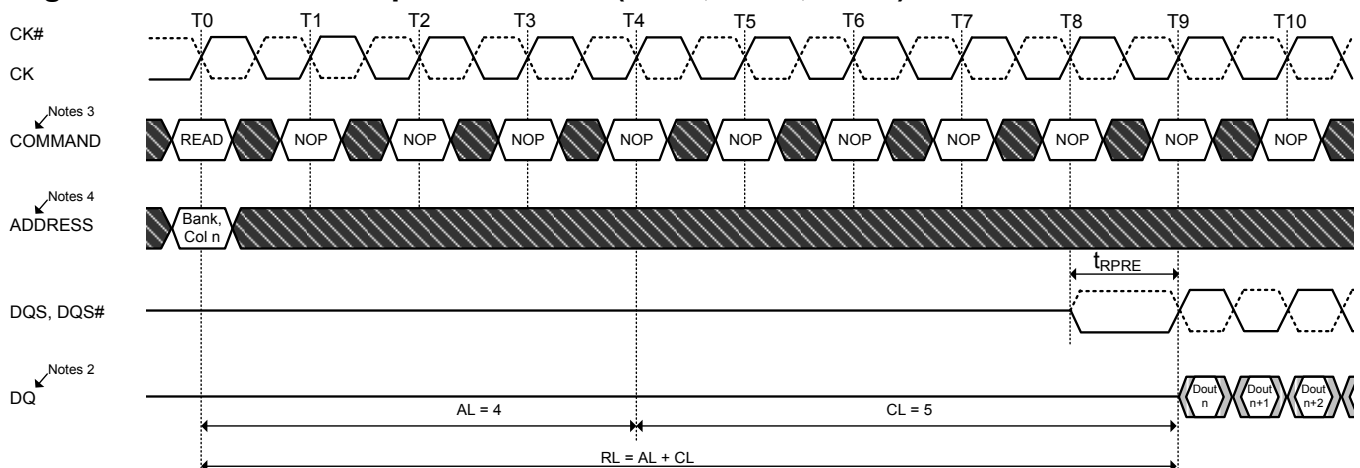 T0 T1 T2 T3 T4 T5 T6 T7 T8 T9 T10
CK#
CK
Notes 3
COMMAND
READ NOP NOP NOP NOP NOP NOP NOP NOP NOP NOP
Notes 4
ADDRESS
Bank,
Col n
tRPRE
DQS, DQS#
Notes 2
DQ
Dout Dout Dout
n n+1 n+2
AL = 4 CL = 5
RL = AL + CL